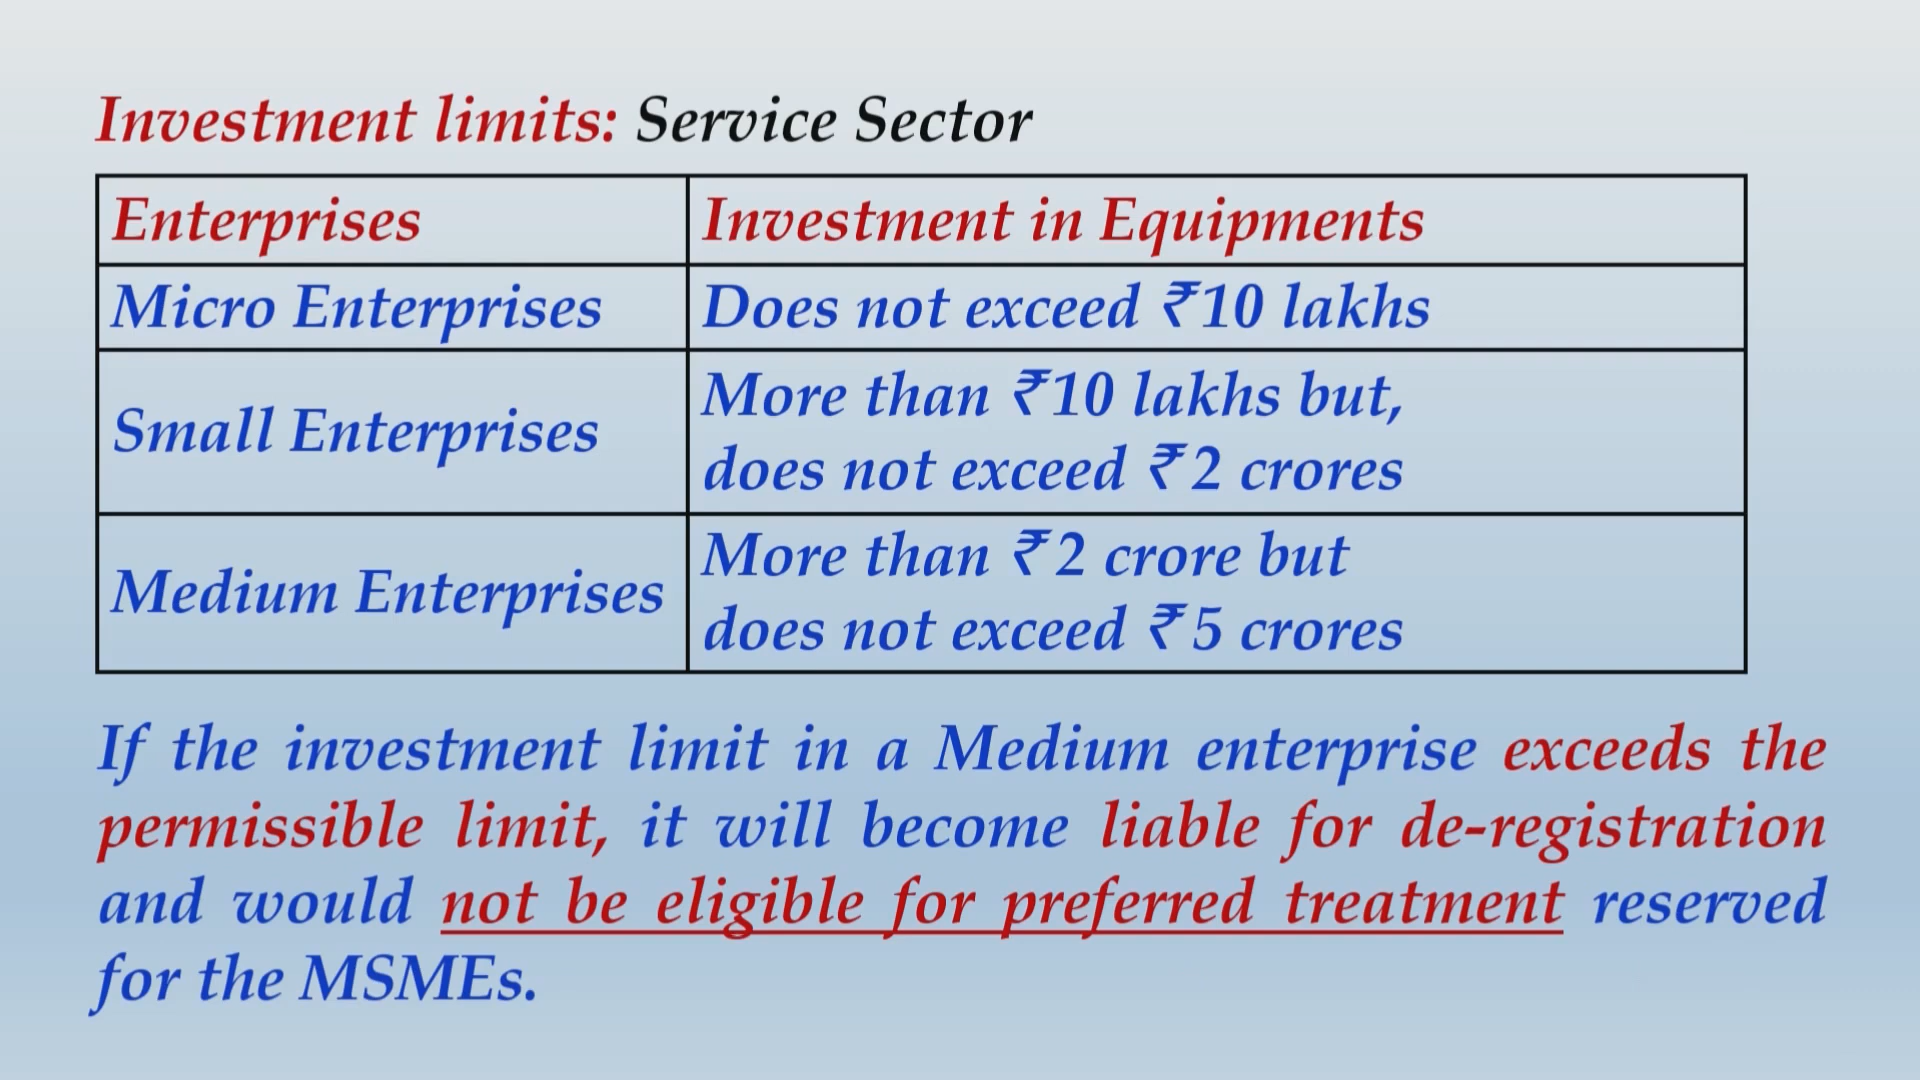 Investment limits: Service Sector
Enterprises
Investment in Equipments
Micro Enterprises
Does not exceed ₹10 lakhs
Small Enterprises
More than ₹10 lakhs but,
does not exceed ₹2 crores
Medium Enterprises
More than ₹2 crore but
does not exceed ₹5 crores
If the investment limit in a Medium enterprise exceeds the
permissible limit, it will become liable for de-registration
and would not be eligible for preferred treatment reserved
for the MSMEs.